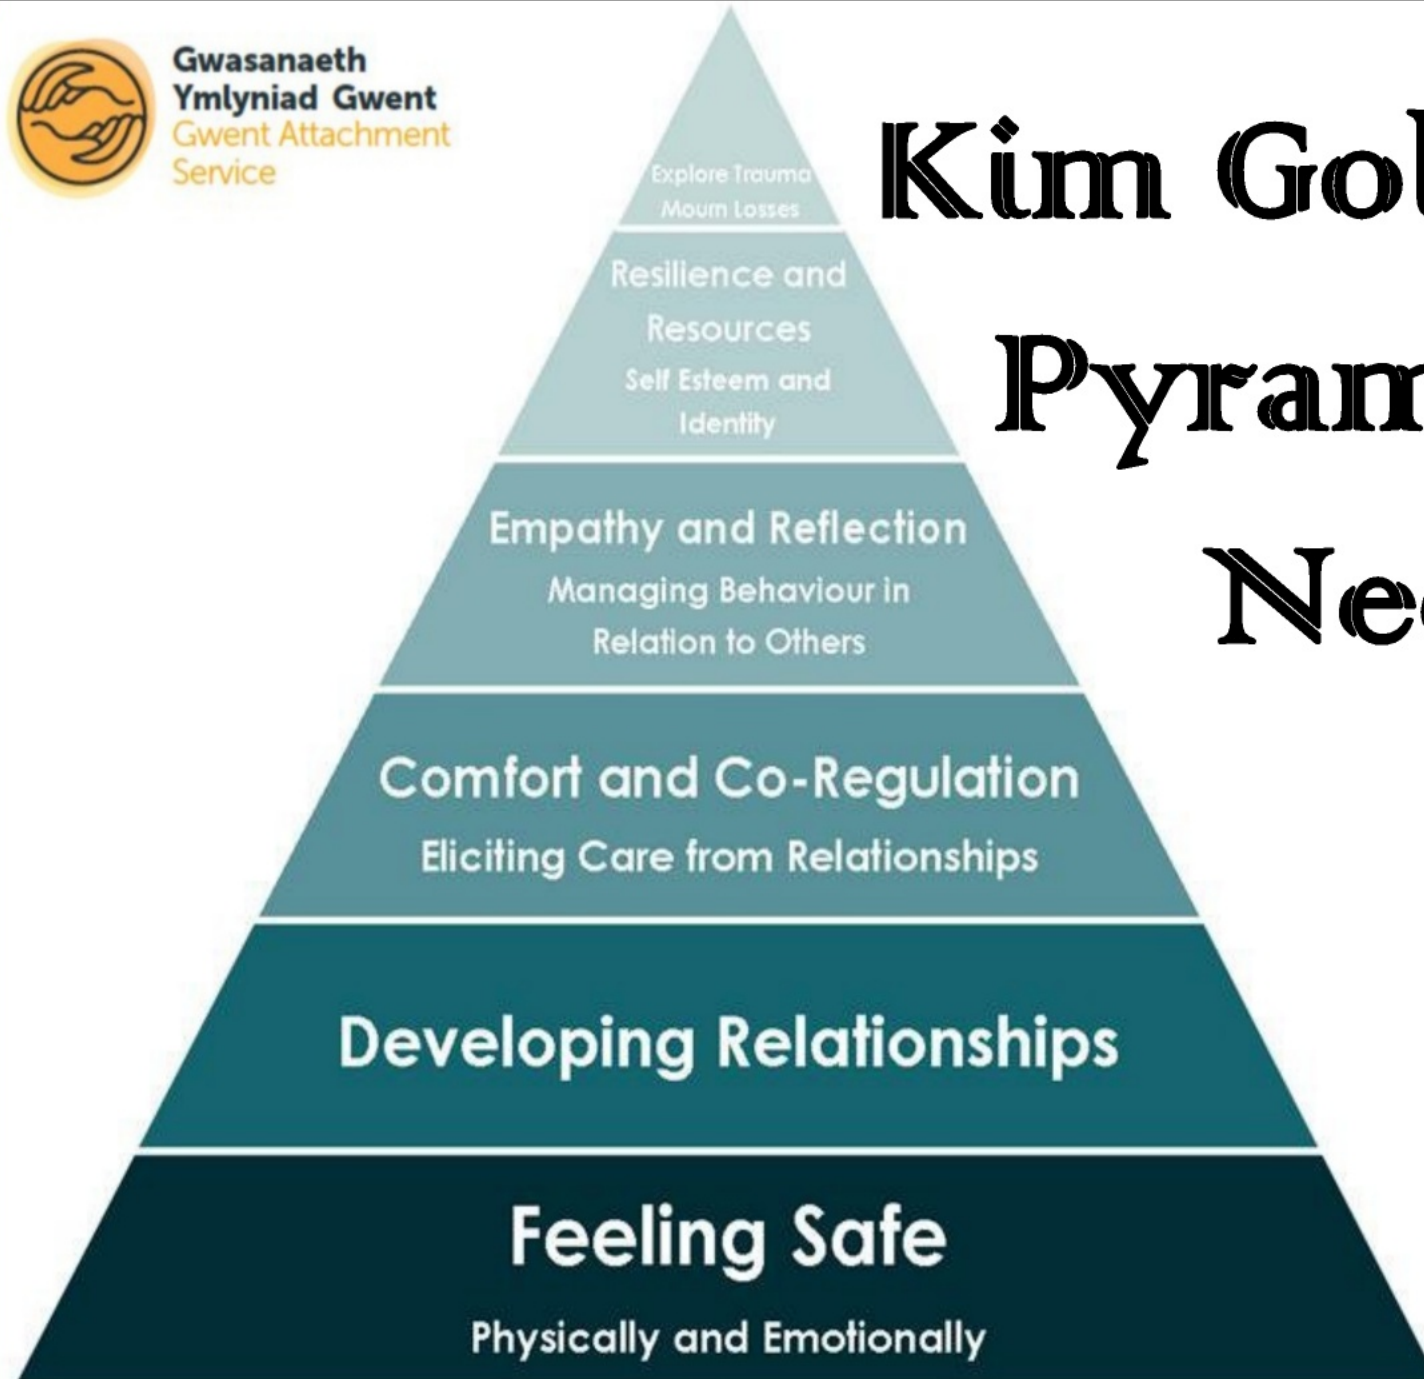 Gwasanaeth
Ymlyniad Gwent
Gwent Attachment
Service
Kim
Explore Trauma
Mourn Losses
Resilience and
Resources
Self Esteem and
Identity
Empathy and Reflection
Managing Behaviour in
Relation to Others
Comfort and Co-Regulation
Eliciting Care from Relationships
Developing Relationships
Feeling Safe
Physically and Emotionally